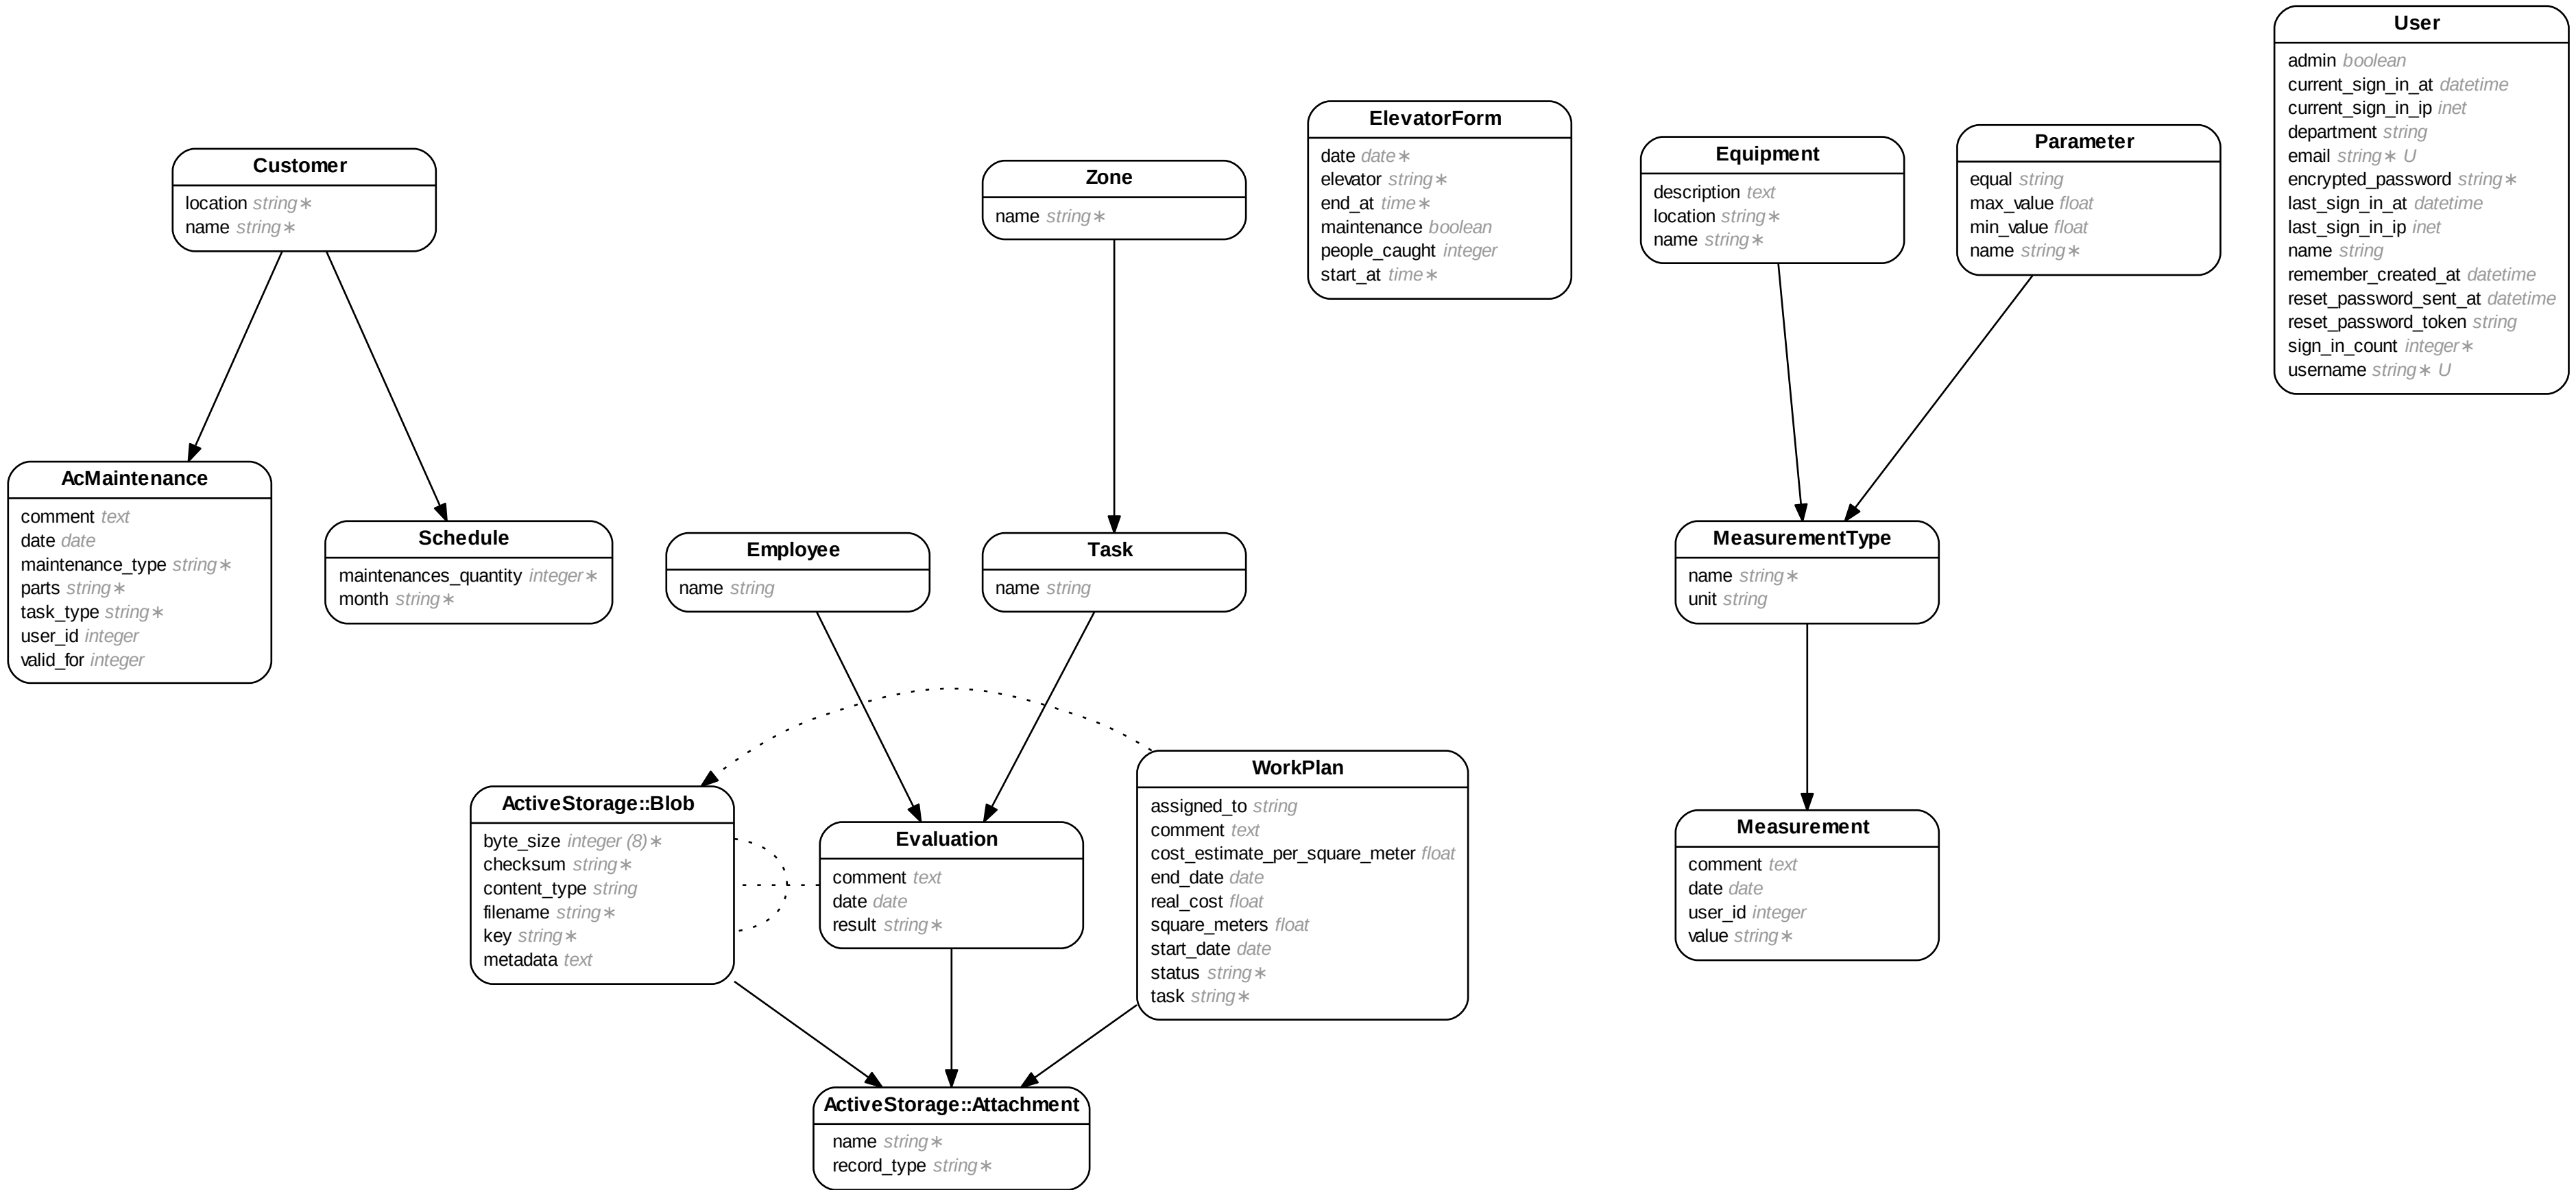 User
admin boolean
current_sign_in_at datetime
current_sign_in_ip inet
department string
email string∗ U
encrypted_password string∗
last_sign_in_at datetime
last_sign_in_ip inet
name string
remember_created_at datetime
reset_password_sent_at datetime
reset_password_token string
sign_in_count integer∗
username string∗ U
ElevatorForm
date date∗
elevator string∗
end_at time∗
maintenance boolean
people_caught integer
start_at time∗
Customer
location string∗
name string∗
Zone
name string∗
Equipment
description text
location string∗
name string∗
Parameter
equal string
max_value float
min_value float
name string∗
AcMaintenance
comment text
date date
maintenance_type string∗
parts string∗
task_type string∗
user_id integer
valid_for integer
Schedule
maintenances_quantity integer∗
month string∗
Employee
name string
Task
name string
MeasurementType
name string∗
unit string
ActiveStorage::Blob
byte_size integer (8)∗
checksum string∗
content_type string
filename string∗
key string∗
metadata text
Evaluation
comment text
date date
result string∗
WorkPlan
assigned_to string
comment text
cost_estimate_per_square_meter float
end_date date
real_cost float
square_meters float
start_date date
status string∗
task string∗
Measurement
comment text
date date
user_id integer
value string∗
ActiveStorage::Attachment
name string∗
record_type string∗